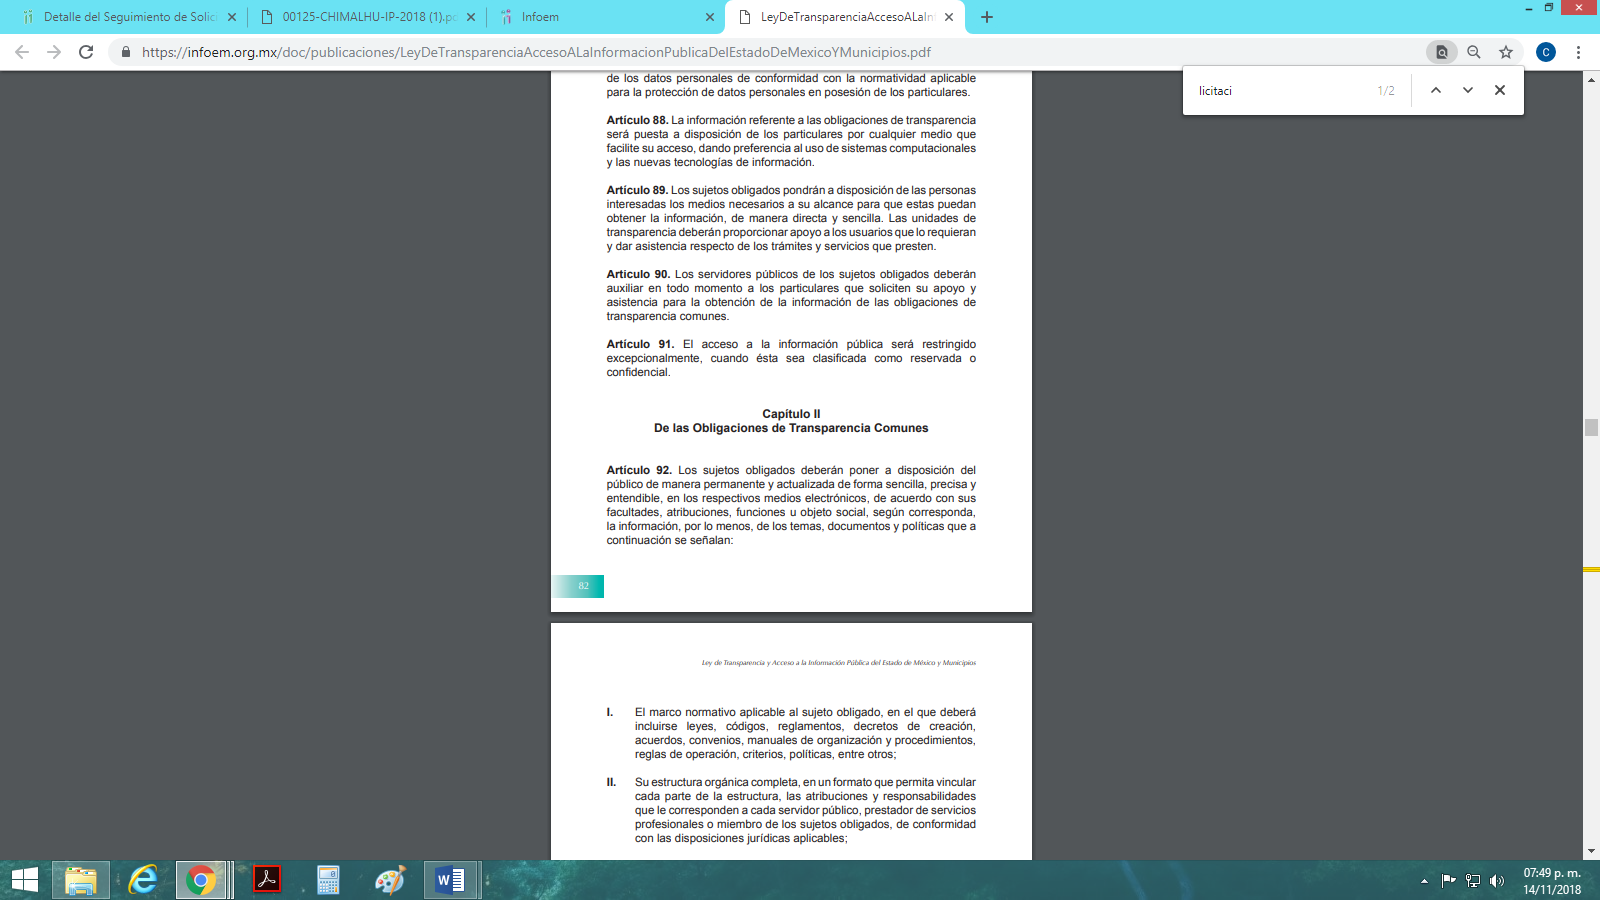 Detalle del Seguimiento de Solici
00125-CHIMALHU-IP-2018 (1).pd
Infoem
LeyDeTransparenciaAccesoALaIn
https://infoem.org.mx/doc/publicaciones/LeyDeTransparenciaAccesoALaInformacionPublicaDelEstadoDeMexicoYMunicipios.pdf
C
licitaci
1/2
de los datos personales de conformidad con la normatividad aplicable
para la protección de datos personales en posesión de los particulares.
Artículo 88. La información referente a las obligaciones de transparencia
será puesta a disposición de los particulares por cualquier medio que
facilite su acceso, dando preferencia al uso de sistemas computacionales
y las nuevas tecnologías de información.
Artículo 89. Los sujetos obligados pondrán a disposición de las personas
interesadas los medios necesarios a su alcance para que estas puedan
obtener la información, de manera directa y sencilla. Las unidades de
transparencia deberán proporcionar apoyo a los usuarios que lo requieran
y dar asistencia respecto de los trámites y servicios que presten.
Artículo 90. Los servidores públicos de los sujetos obligados deberán
auxiliar en todo momento a los particulares que soliciten su apoyo y
asistencia para la obtención de la información de las obligaciones de
transparencia comunes.
Artículo 91. El acceso a la información pública será restringido
excepcionalmente, cuando ésta sea clasificada como reservada o
confidencial.
Capítulo II
De las Obligaciones de Transparencia Comunes
Artículo 92. Los sujetos obligados deberán poner a disposición del
público de manera permanente y actualizada de forma sencilla, precisa y
entendible, en los respectivos medios electrónicos, de acuerdo con sus
facultades, atribuciones, funciones u objeto social, según corresponda,
la información, por lo menos, de los temas, documentos y políticas que a
continuación se señalan:
82
Ley de Transparencia y Acceso a la Información Pública del Estado de México y Municipios
I. El marco normativo aplicable al sujeto obligado, en el que deberá
incluirse leyes, códigos, reglamentos, decretos de creación,
acuerdos, convenios, manuales de organización y procedimientos,
reglas de operación, criterios, políticas, entre otros;
II. Su estructura orgánica completa, en un formato que permita vincular
cada parte de la estructura, las atribuciones y responsabilidades
que le corresponden a cada servidor público, prestador de servicios
profesionales o miembro de los sujetos obligados, de conformidad
con las disposiciones jurídicas aplicables;
07:49 p. m.
14/11/2018